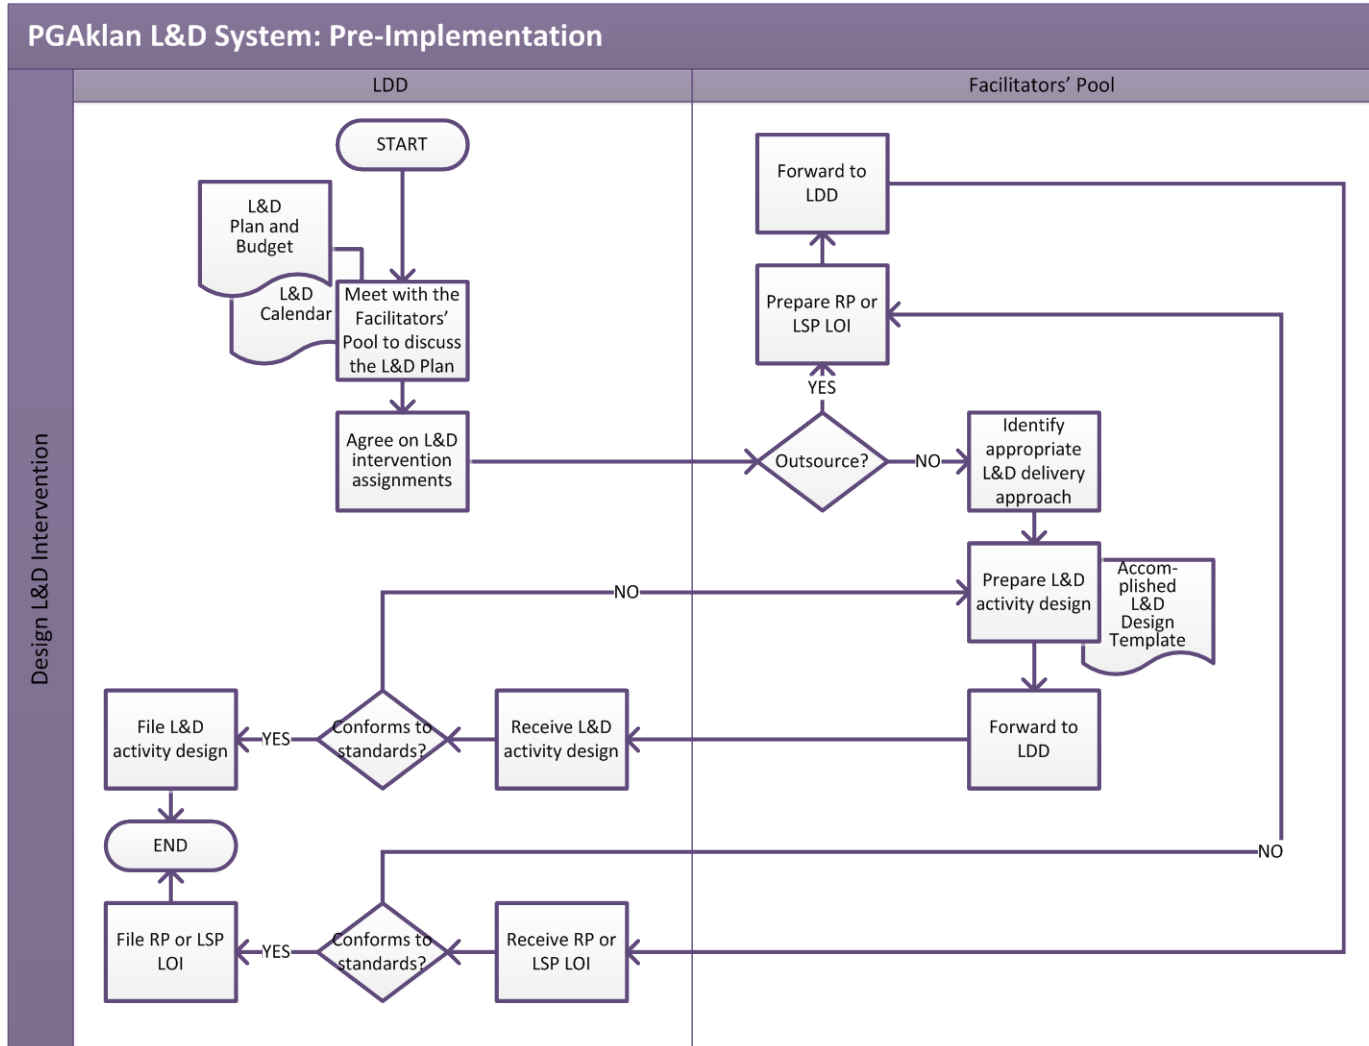 PGAklan L&D System: Pre-Implementation
LDD
Facilitators' Pool
Design L&D Intervention
START
L&D
Plan and
Budget
L&D
Calendar
Meet with the
Facilitators'
Pool to discuss
the L&D Plan
Agree on L&D
intervention
assignments
Forward to
LDD
Prepare RP or
LSP LOI
YES
Outsource?
NO
Identify
appropriate
L&D delivery
approach
Prepare L&D
activity design
Accom-
plished
L&D
Design
Template
NO
Forward to
LDD
Receive L&D
activity design
Conforms to
standards?
YES
File L&D
activity design
END
NO
Receive RP or
LSP LOI
Conforms to
standards?
YES
File RP or LSP
LOI